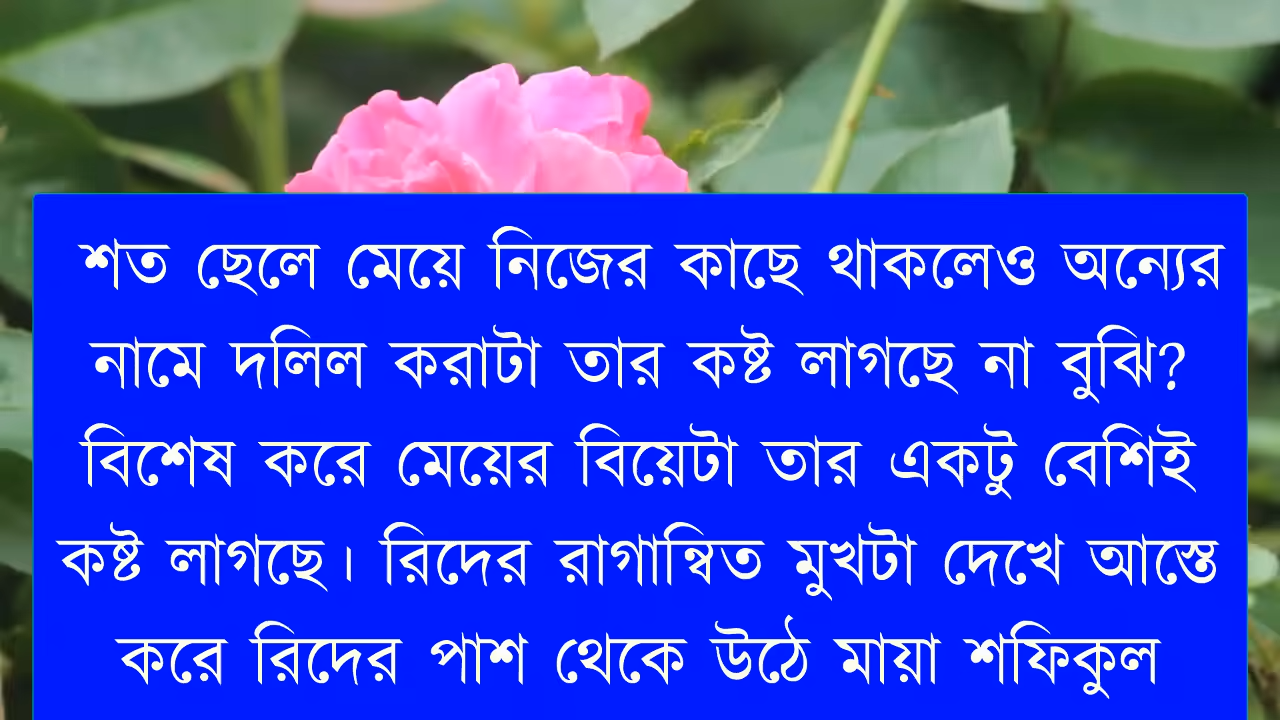 শত ছেলে মেয়ে নিজের কাছে থাকলেও অন্যের
নামে দলিল করাটা তার কষ্ট লাগছে না বুঝি?
বিশেষ করে মেয়ের বিয়েটা তার একটু বেশিই
কষ্ট লাগছে। রিদের রাগান্বিত মুখটা দেখে আস্তে
করে রিদের পাশ থেকে উঠে মায়া শফিকুল